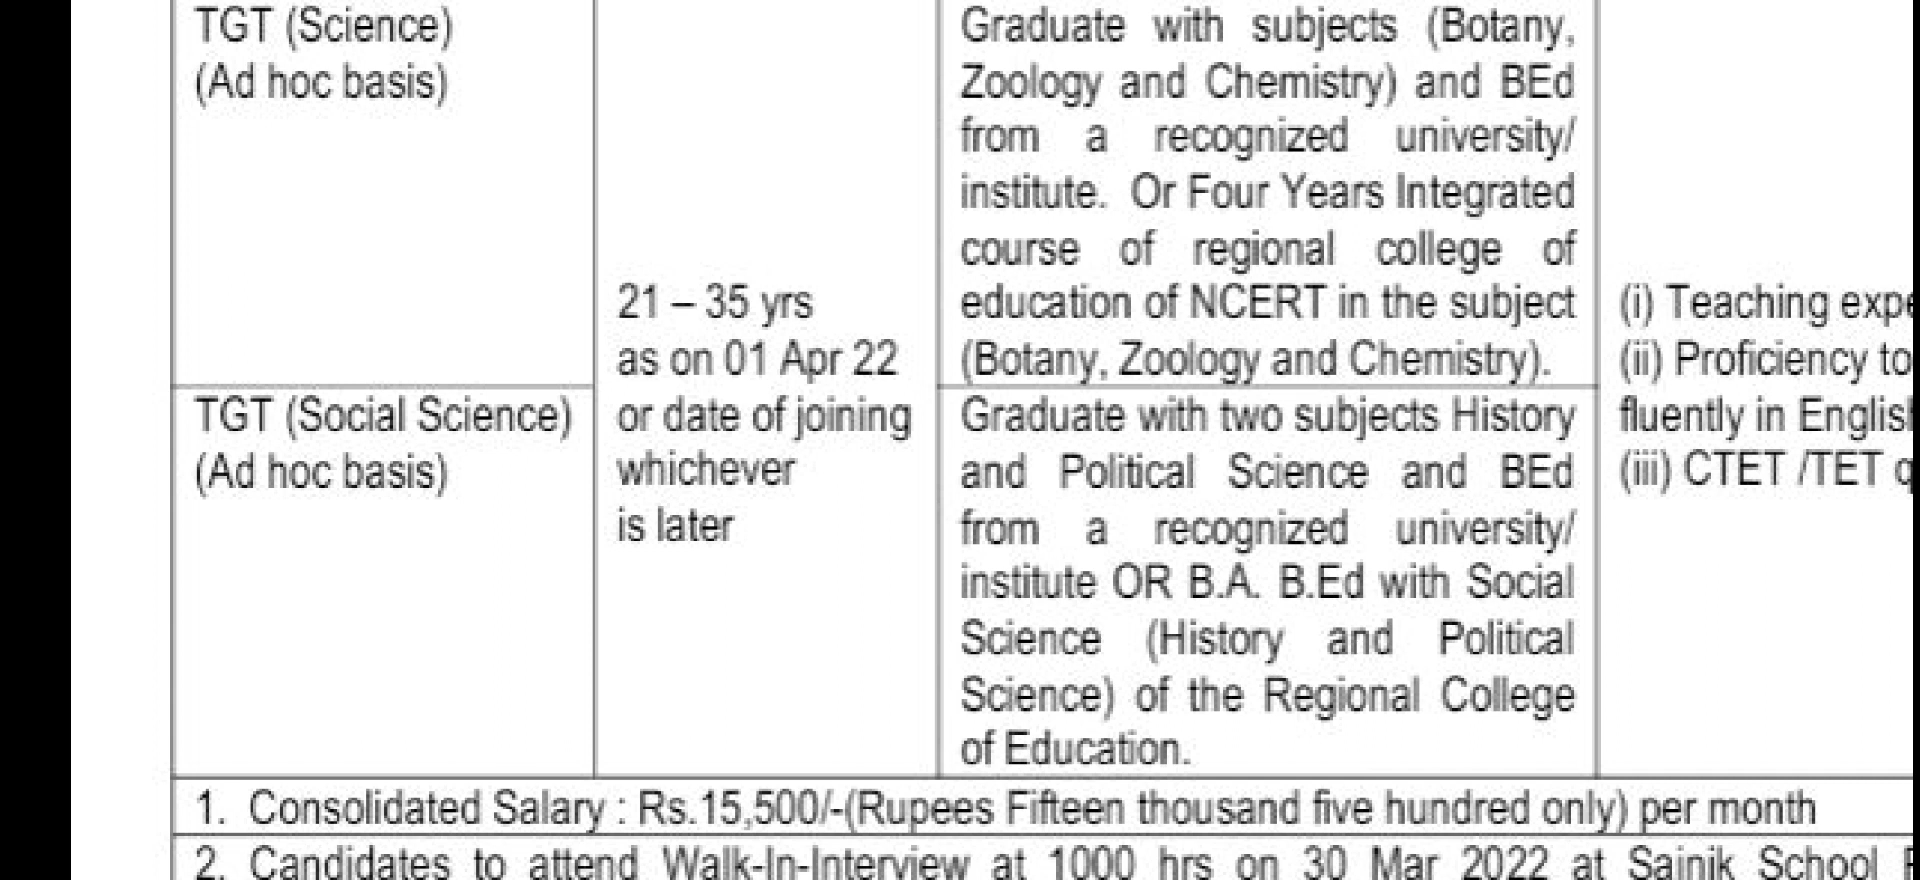 TGT (Science)
(Ad hoc basis)
21 – 35 yrs
as on 01 Apr 22
or date of joining
whichever
is later
Graduate with subjects (Botany,
Zoology and Chemistry) and BEd
from a recognized university/
institute. Or Four Years Integrated
course of regional college of
education of NCERT in the subject
(Botany, Zoology and Chemistry).
(i) Teaching
(ii) Proficiency to
fluently in
(iii) CTET /TET
TGT (Social Science)
(Ad hoc basis)
Graduate with two subjects History
and Political Science and BEd
from a recognized university/
institute OR B.A. B.Ed with Social
Science (History and Political
Science) of the Regional College
of Education.
1. Consolidated Salary : Rs.15,500/-(Rupees Fifteen thousand five hundred only) per month
2. Candidates to attend Walk-In-Interview at 1000 hrs on 30 Mar 2022 at Sainik School